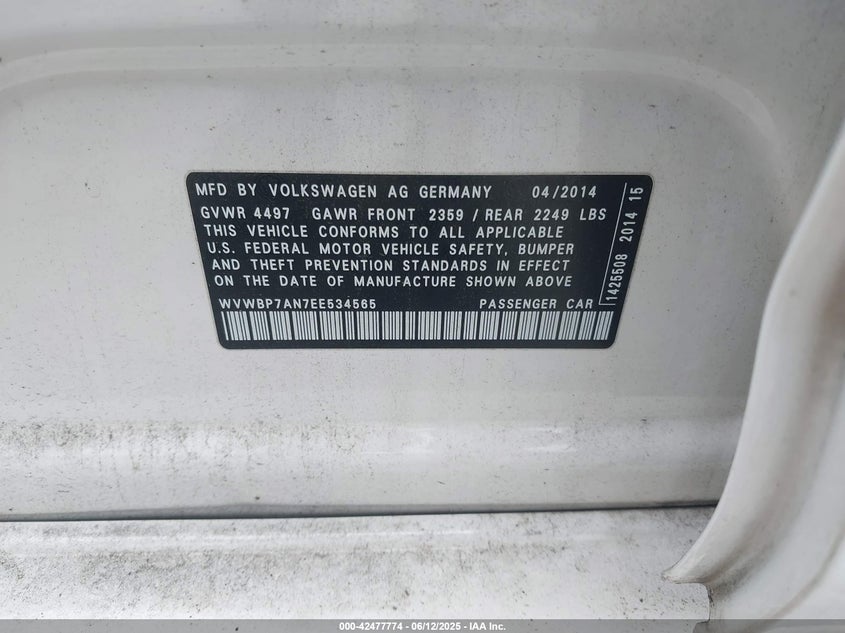 MFD BY VOLKSWAGEN AG GERMANY 04/2014
GVWR 4497 GAWR FRONT 2359 / REAR 2249 LBS
THIS VEHICLE CONFORMS TO ALL APPLICABLE
U.S. FEDERAL MOTOR VEHICLE SAFETY, BUMPER
AND THEFT PREVENTION STANDARDS IN EFFECT
ON THE DATE OF MANUFACTURE SHOWN ABOVE
WVWBP7AN7EE534565 PASSENGER CAR
1425508 2014 15
000-42477774 - 06/12/2025 - IAA Inc.